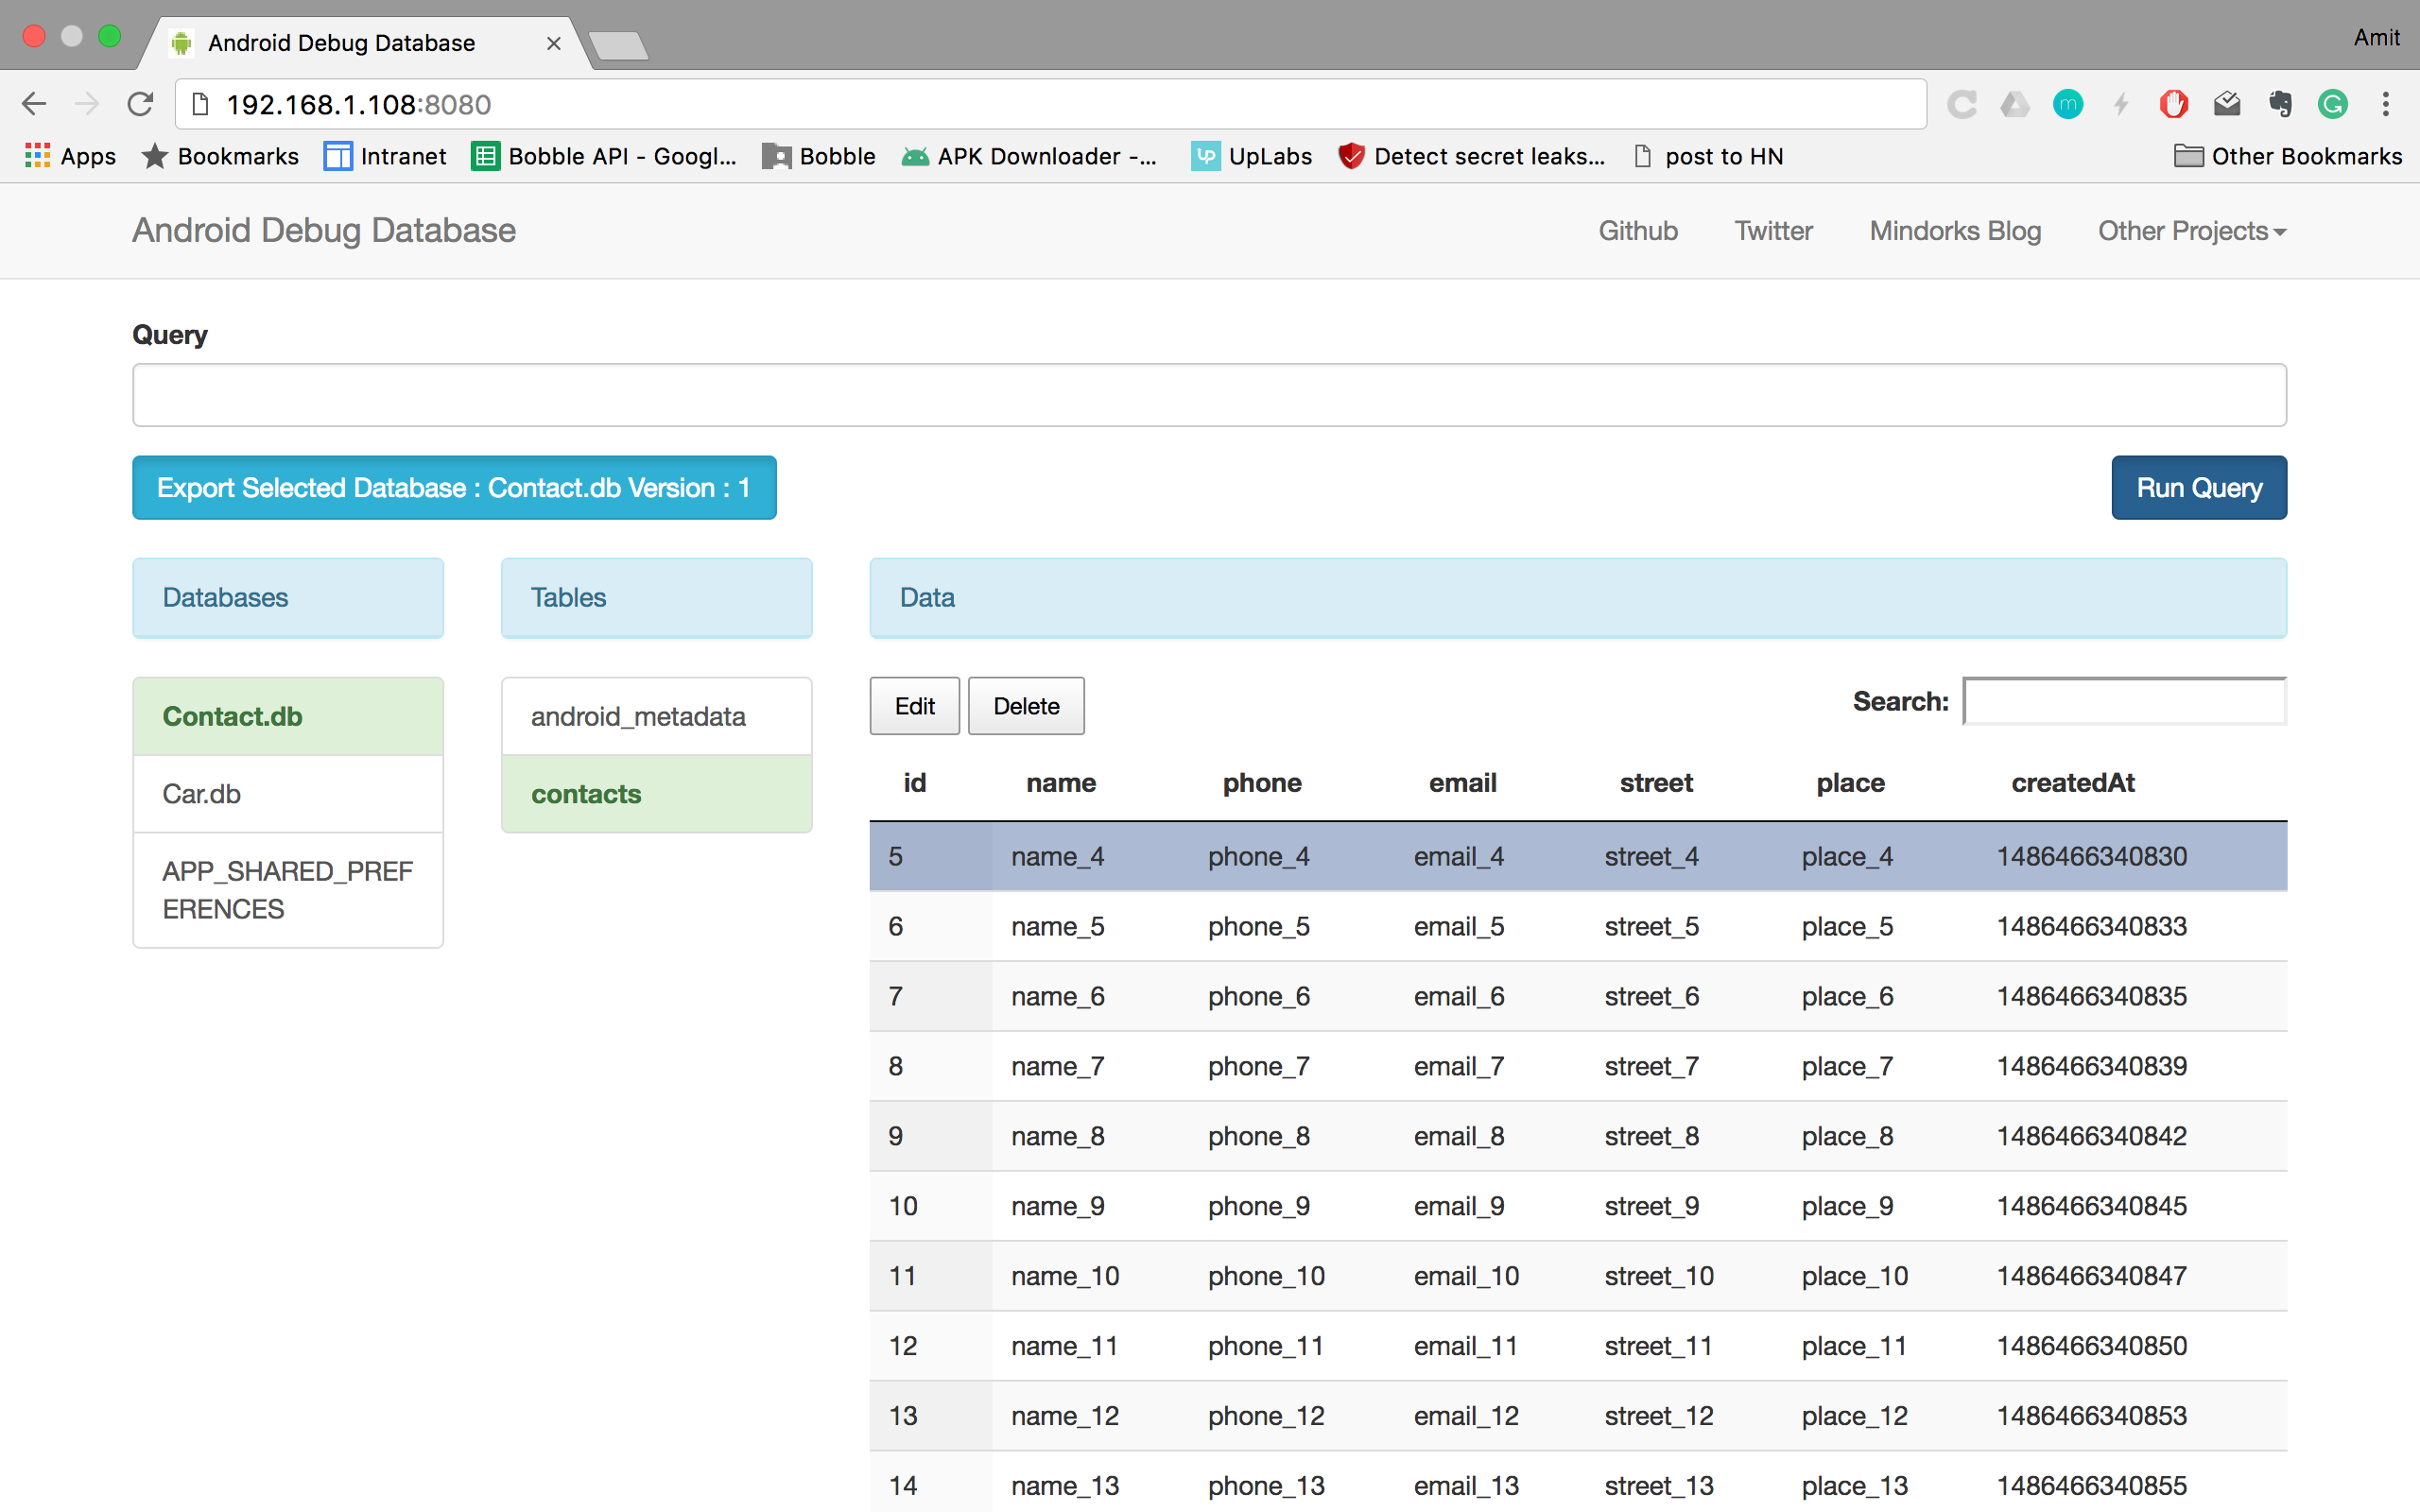 Android Debug Database
Amit
192.168.1.108:8080
Apps Bookmarks Intranet Bobble API - Googl... Bobble APK Downloader -... UpLabs Detect secret leaks... post to HN Other Bookmarks
Android Debug Database Github Twitter Mindorks Blog Other Projects
Query
Export Selected Database : Contact.db Version : 1 Run Query
Databases Tables Data
Contact.db
Car.db
APP_SHARED_PREF
ERENCES
android_metadata
contacts
Edit Delete Search:
id name phone email street place createdAt
5 name_4 phone_4 email_4 street_4 place_4 1486466340830
6 name_5 phone_5 email_5 street_5 place_5 1486466340833
7 name_6 phone_6 email_6 street_6 place_6 1486466340835
8 name_7 phone_7 email_7 street_7 place_7 1486466340839
9 name_8 phone_8 email_8 street_8 place_8 1486466340842
10 name_9 phone_9 email_9 street_9 place_9 1486466340845
11 name_10 phone_10 email_10 street_10 place_10 1486466340847
12 name_11 phone_11 email_11 street_11 place_11 1486466340850
13 name_12 phone_12 email_12 street_12 place_12 1486466340853
14 name_13 phone_13 email_13 street_13 place_13 1486466340855